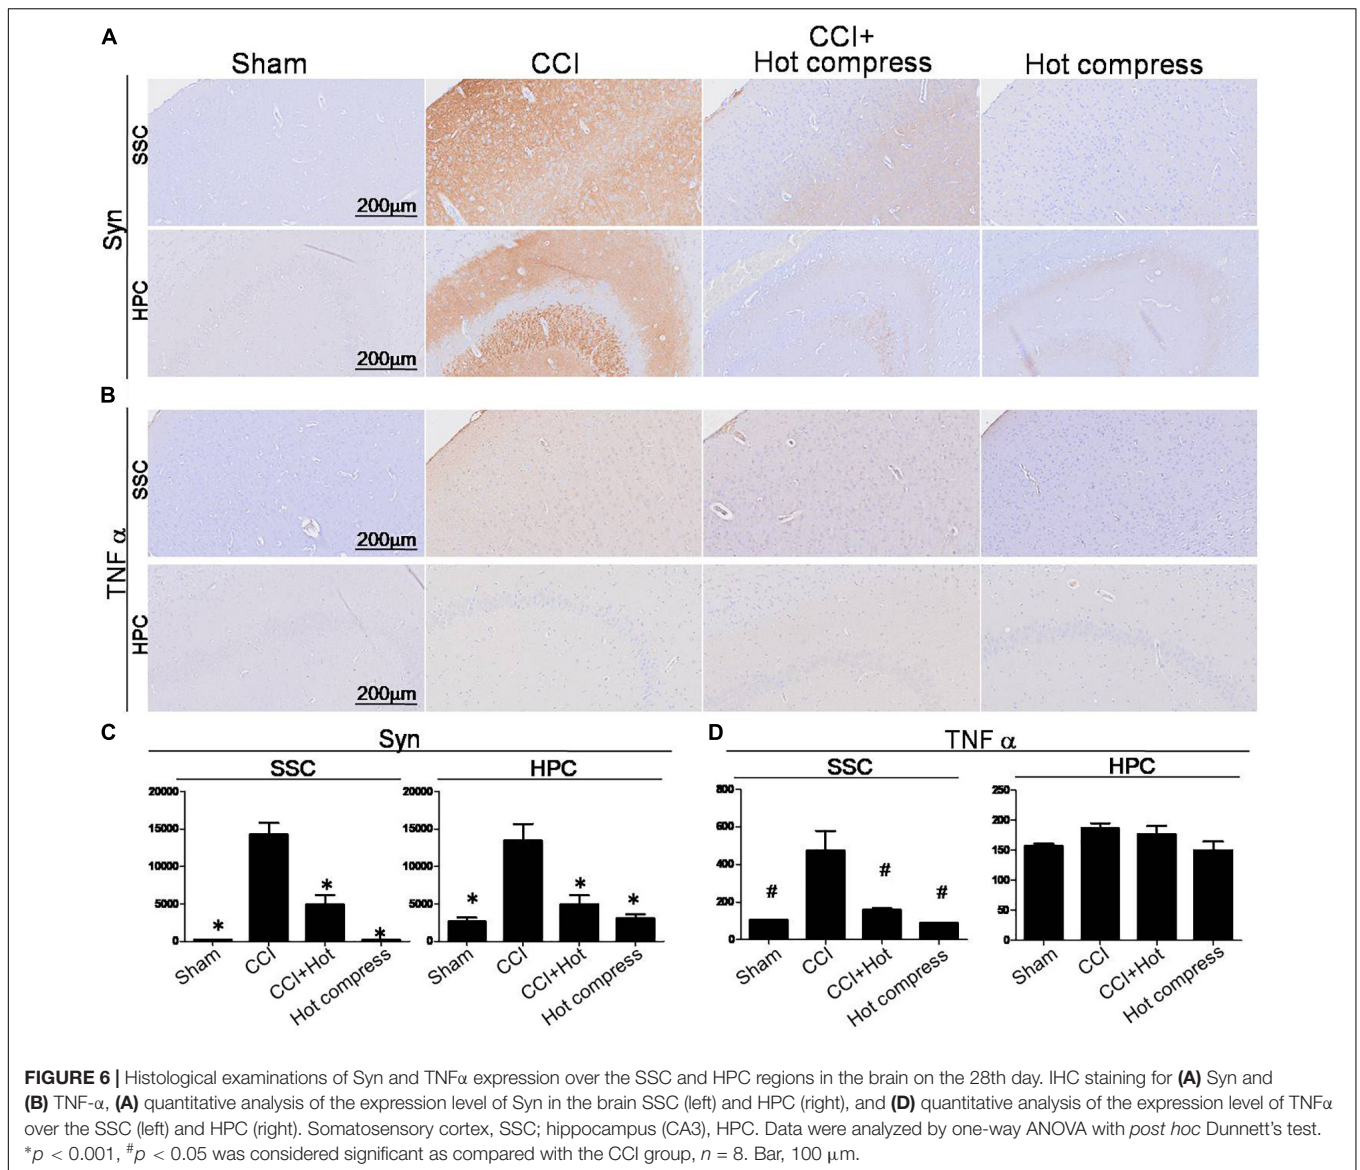 A
Sham
CCI
CCI+
Hot compress
Hot compress
Syn
SSC
200µm
HPC
200µm
B
TNF α
SSC
200µm
HPC
200µm
C
Syn
SSC
20000
15000
10000
5000
0
*
*
*
Sham
CCI
CCI+Hot
Hot compress
HPC
20000
15000
10000
5000
0
*
*
*
Sham
CCI
CCI+Hot
Hot compress
D
TNF α
SSC
800
600
400
200
0
#
#
#
Sham
CCI
CCI+Hot
Hot compress
HPC
250
200
150
100
50
0
Sham
CCI
CCI+Hot
Hot compress
FIGURE 6 | Histological examinations of Syn and TNFα expression over the SSC and HPC regions in the brain on the 28th day. IHC staining for (A) Syn and
(B) TNF-α, (A) quantitative analysis of the expression level of Syn in the brain SSC (left) and HPC (right), and (D) quantitative analysis of the expression level of TNFα
over the SSC (left) and HPC (right). Somatosensory cortex, SSC; hippocampus (CA3), HPC. Data were analyzed by one-way ANOVA with post hoc Dunnett's test.
*p < 0.001, #p < 0.05 was considered significant as compared with the CCI group, n = 8. Bar, 100 µm.